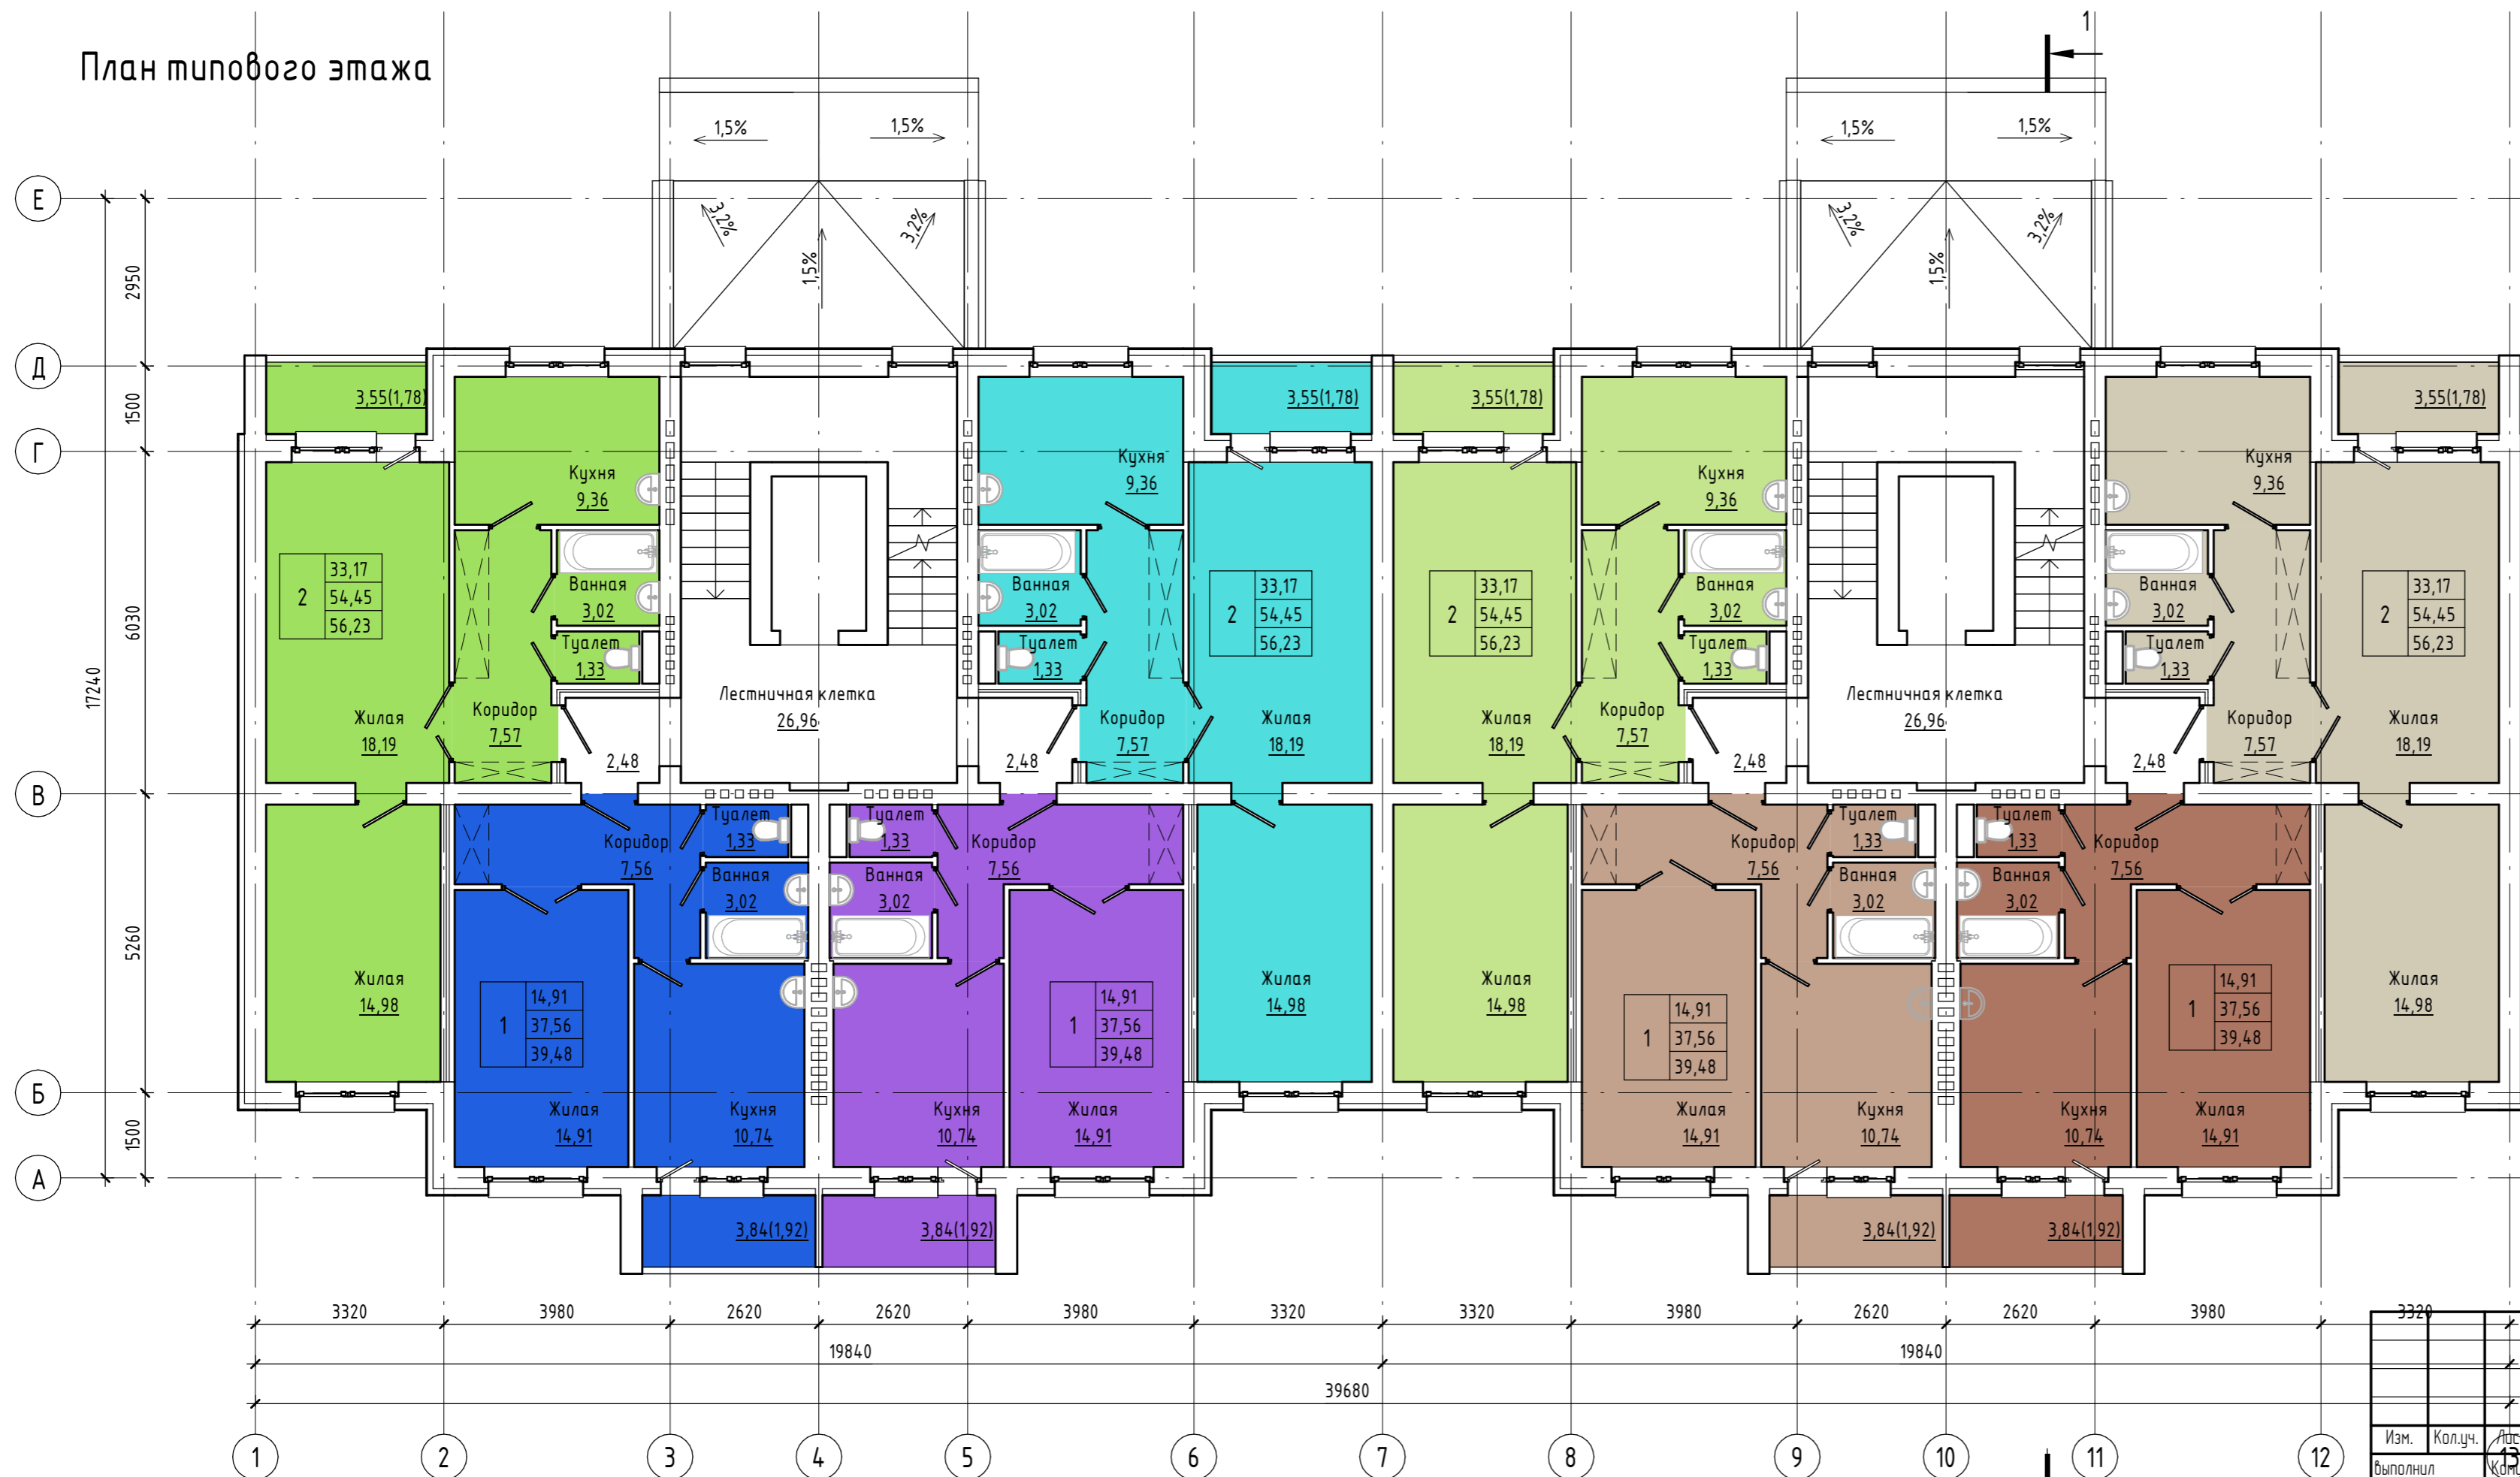 1
План типового этажа
1,5% 1,5% 1,5% 1,5%
Е
3,2% 3,2% 3,2% 3,2%
1,5% 1,5%
2950
Д
3,55(1,78) 3,55(1,78) 3,55(1,78) 3,55(1,78)
1500
Г
Кухня Кухня Кухня Кухня
9,36 9,36 9,36 9,36
2 33,17 2 33,17 2 33,17 2 33,17
54,45 54,45 54,45 54,45
56,23 56,23 56,23 56,23
Ванная Ванная Ванная Ванная
3,02 3,02 3,02 3,02
6030
Туалет Туалет Туалет Туалет
1,33 1,33 1,33 1,33
17240
Лестничная клетка Лестничная клетка
26,96 26,96
Жилая Коридор Коридор Жилая Жилая Коридор Коридор Жилая
18,19 7,57 7,57 18,19 18,19 7,57 7,57 18,19
2,48 2,48 2,48 2,48
В
Туалет Туалет Туалет Туалет
1,33 1,33 1,33 1,33
Коридор Коридор Коридор Коридор
7,56 7,56 7,56 7,56
Ванная Ванная Ванная Ванная
3,02 3,02 3,02 3,02
5260
Жилая Жилая Жилая Жилая
14,98 14,98 14,98 14,98
1 14,91 1 14,91 1 14,91 1 14,91
37,56 37,56 37,56 37,56
39,48 39,48 39,48 39,48
Б
Жилая Кухня Кухня Жилая Жилая Кухня Кухня Жилая
14,91 10,74 10,74 14,91 14,91 10,74 10,74 14,91
1500
А
3,84(1,92) 3,84(1,92) 3,84(1,92) 3,84(1,92)
3320 3980 2620 2620 3980 3320 3320 3980 2620 2620 3980 3320
19840 19840
39680
1 2 3 4 5 6 7 8 9 10 11 12 13
Изм. Кол.уч.
Выполнил